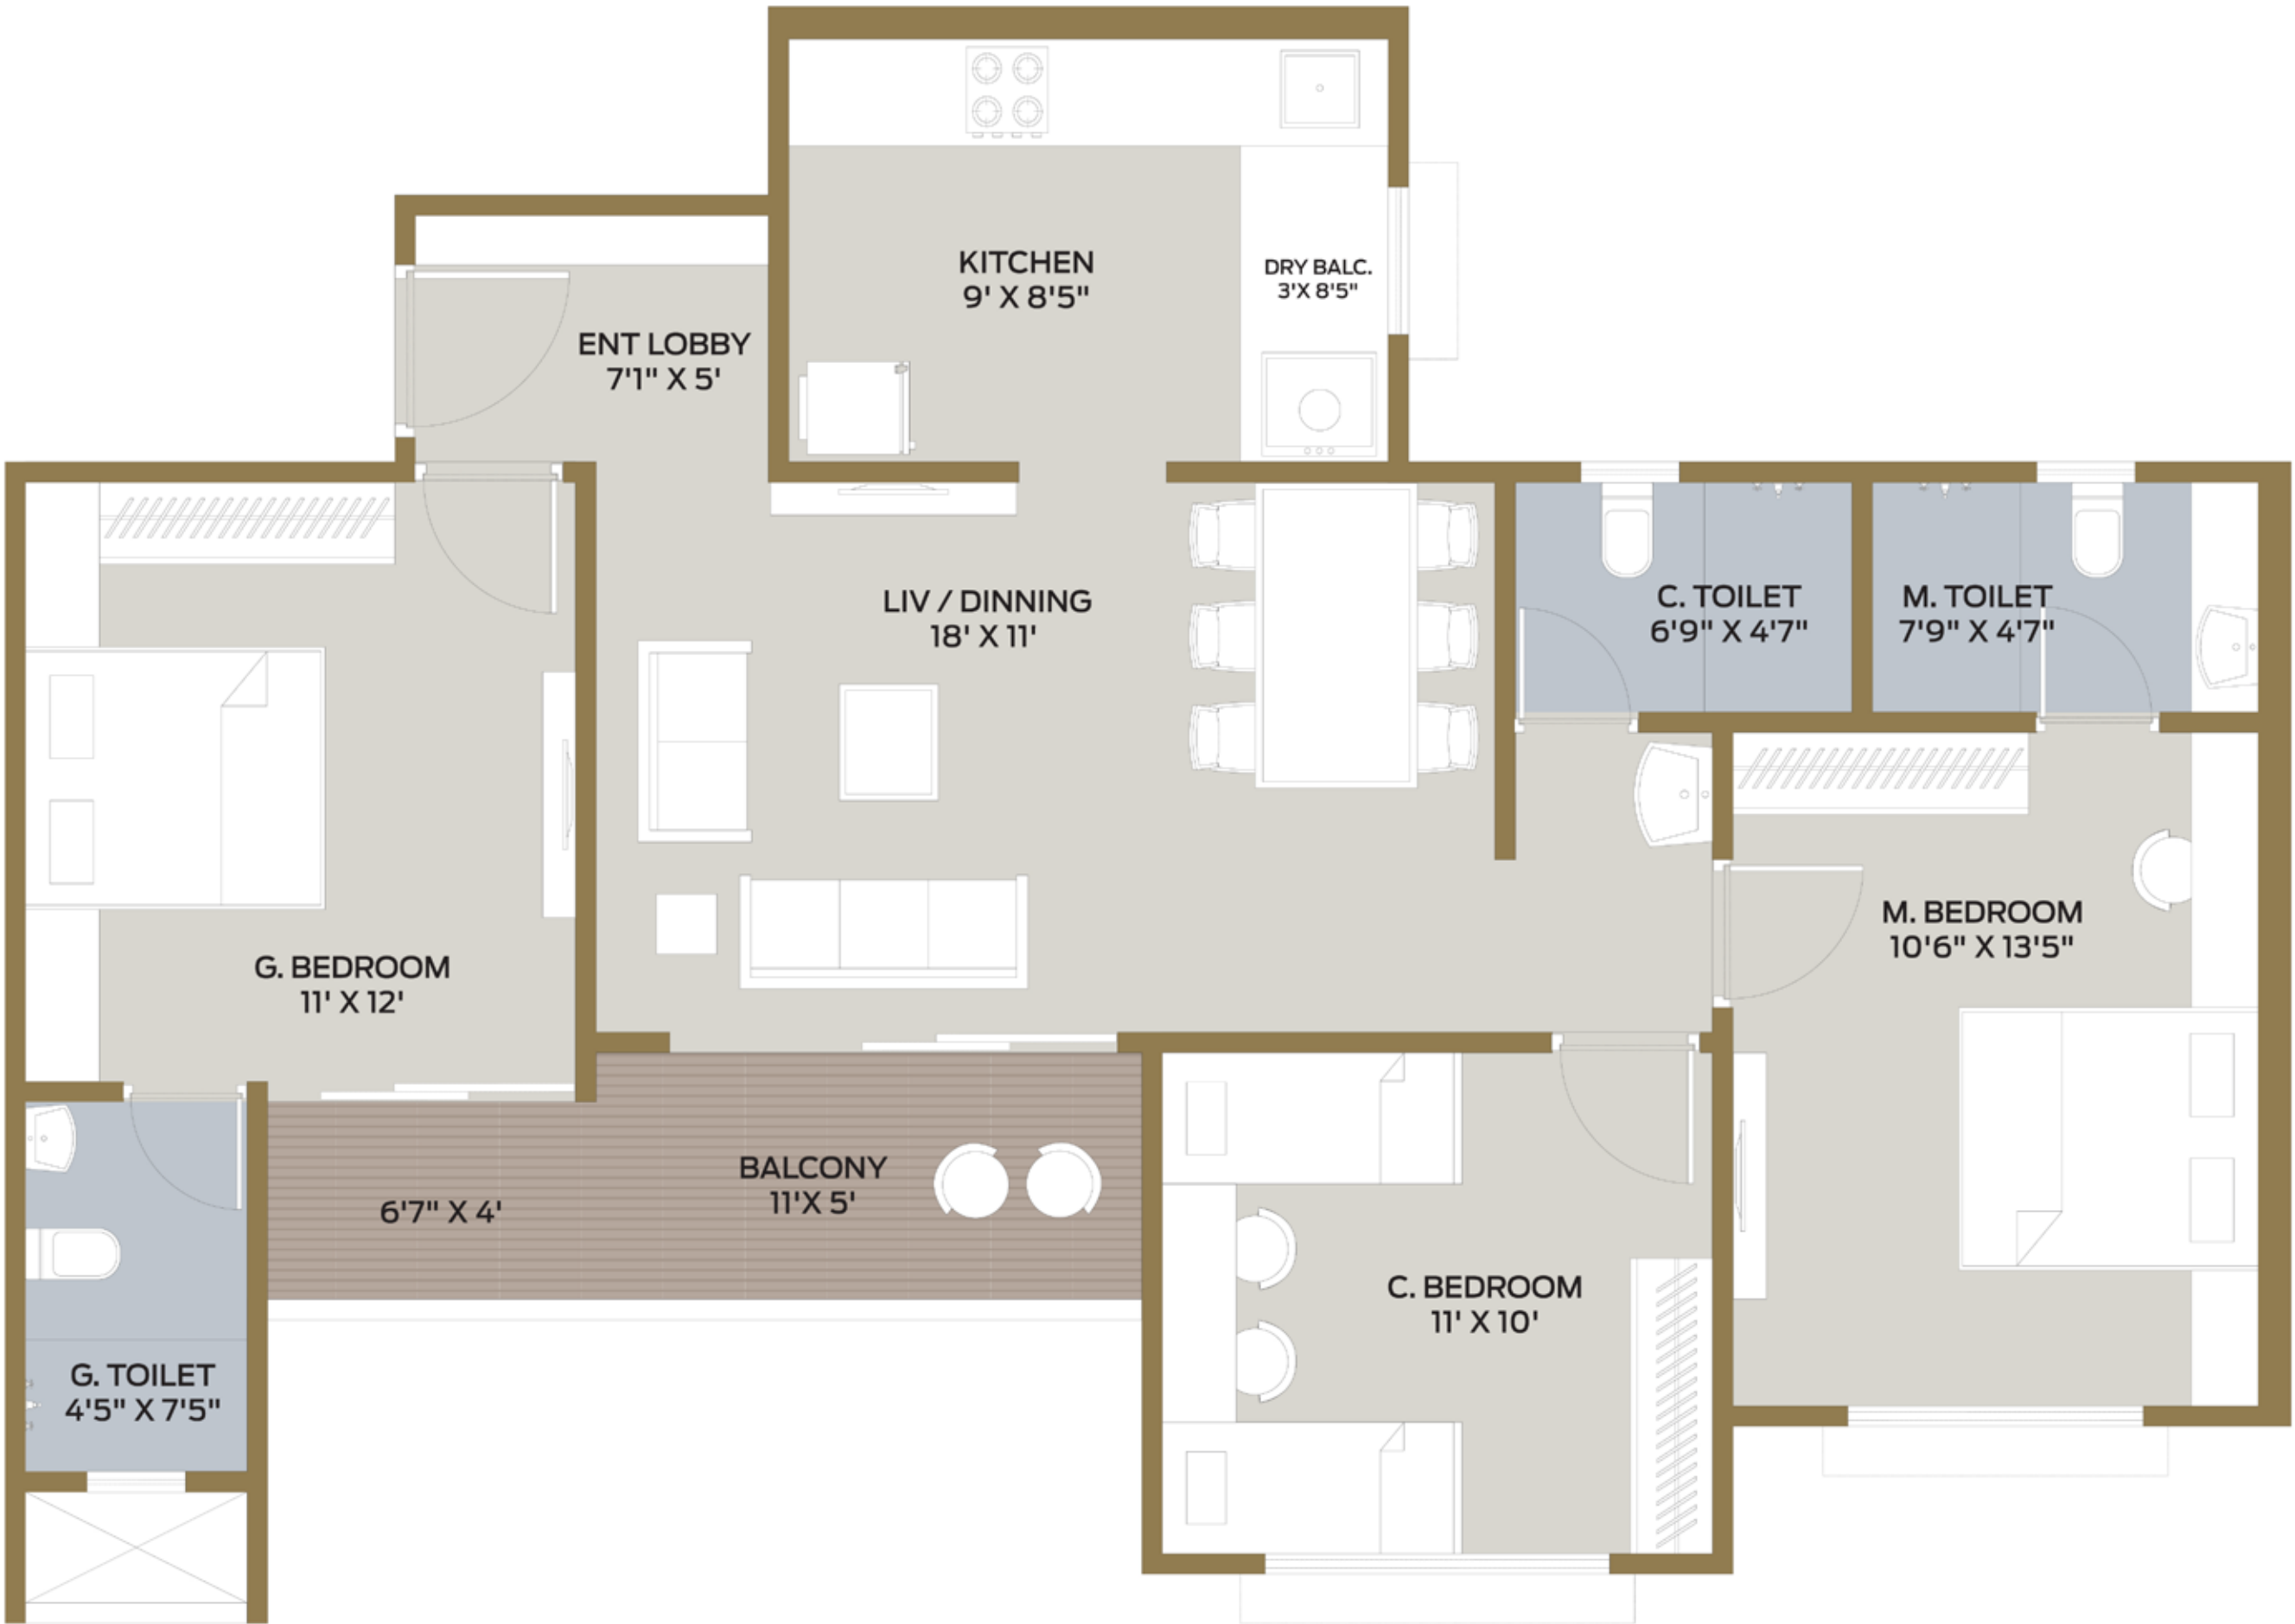 KITCHEN
9' X 8'5"
DRY BALC.
3'X 8'5"
ENT LOBBY
7'1" X 5'
LIV / DINNING
18' X 11'
C. TOILET
6'9" X 4'7"
M. TOILET
7'9" X 4'7"
M. BEDROOM
10'6" X 13'5"
G. BEDROOM
11' X 12'
BALCONY
11'X 5'
6'7" X 4'
C. BEDROOM
11' X 10'
G. TOILET
4'5" X 7'5"